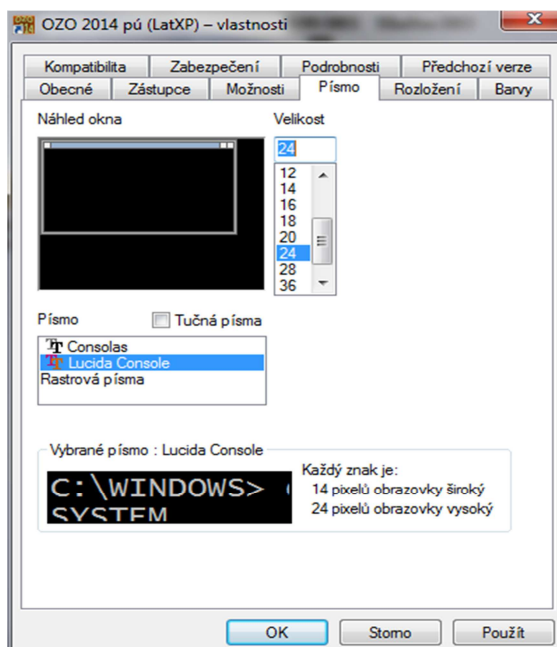 OZO 2014 pú (LatXP) – vlastnosti
Kompatibilita Zabezpečení Podrobnosti Předchozí verze
Obecné Zástupce Možnosti Písmo Rozložení Barvy
Náhled okna Velikost
24
12
14
16
18
20
24
28
36
Písmo Tučná písma
Consolas
Lucida Console
Rastrová písma
Vybrané písmo : Lucida Console
C:\WINDOWS>
SYSTEM
Každý znak je:
14 pixelů obrazovky široký
24 pixelů obrazovky vysoký
OK Storno Použít